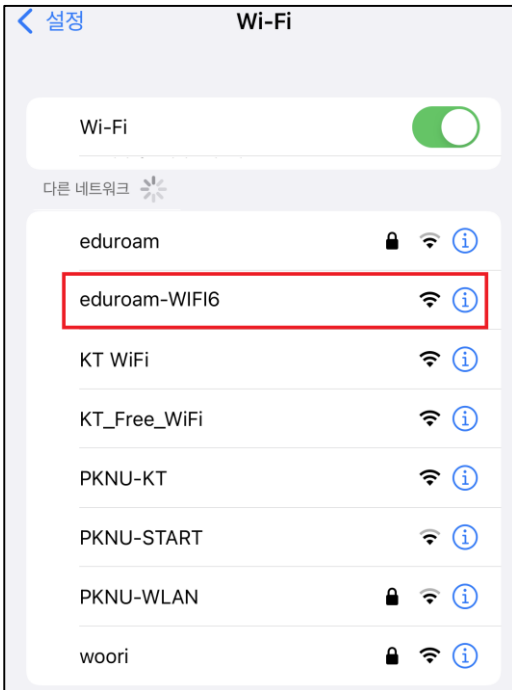 설정 Wi-Fi
Wi-Fi
다른 네트워크
eduroam
eduroam-WIFI6
KT WiFi
KT_Free_WiFi
PKNU-KT
PKNU-START
PKNU-WLAN
woori